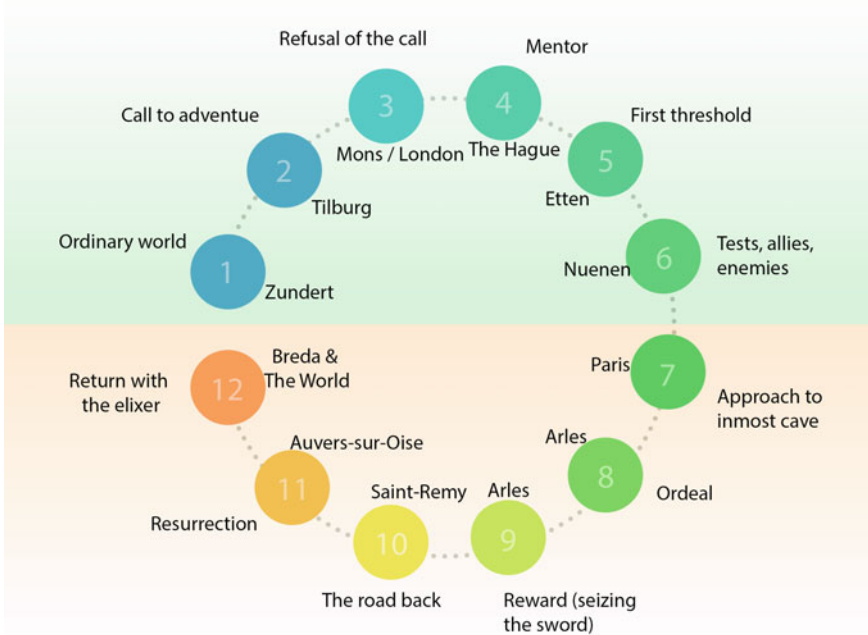 Refusal of the call
Mentor
3
4
Call to adventue
First threshold
Mons / London
The Hague
2
5
Tilburg
Etten
Ordinary world
Tests, allies,
enemies
1
6
Zundert
Nuenen
Breda &
The World
Paris
7
12
Return with
the elixer
Approach to
inmost cave
Auvers-sur-Oise
Arles
8
11
Saint-Remy
Arles
Ordeal
Resurrection
10
9
The road back
Reward (seizing
the sword)